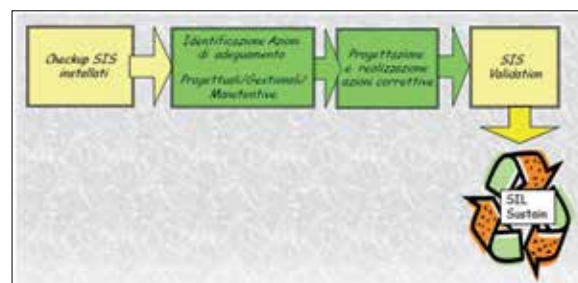 Checkup SIS
installati
Identificazione Azioni
di adeguamento
Progettuali/Gestionali/
Manutentive
Progettazione
e realizzazione
azioni correttive
SIS
Validation
SIL
Sustain